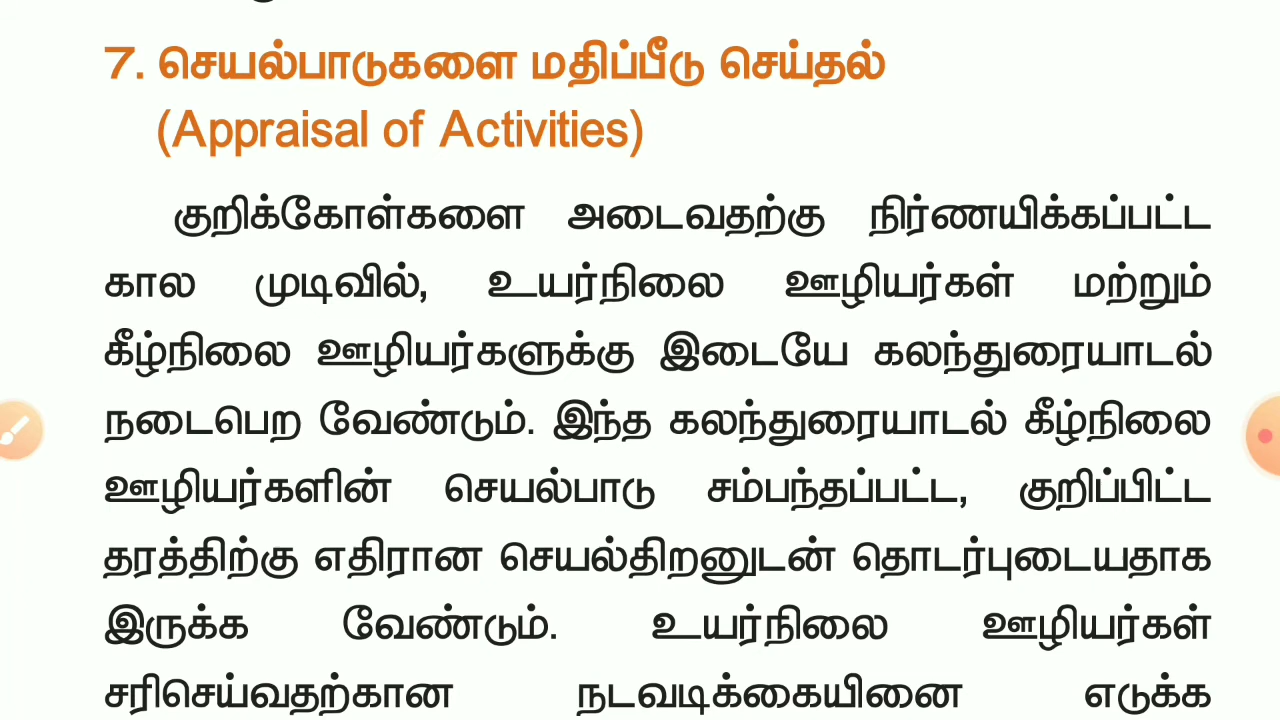 7. செயல்பாடுகளை மதிப்பீடு செய்தல்
(Appraisal of Activities)
குறிக்கோள்களை அடைவதற்கு நிர்ணயிக்கப்பட்ட
கால முடிவில், உயர்நிலை ஊழியர்கள் மற்றும்
கீழ்நிலை ஊழியர்களுக்கு இடையே கலந்துரையாடல்
நடைபெற வேண்டும். இந்த கலந்துரையாடல் கீழ்நிலை
ஊழியர்களின் செயல்பாடு சம்பந்தப்பட்ட, குறிப்பிட்ட
தரத்திற்கு எதிரான செயல்திறனுடன் தொடர்புடையதாக
இருக்க வேண்டும். உயர்நிலை ஊழியர்கள்
சரிசெய்வதற்கான நடவடிக்கையினை எடுக்க